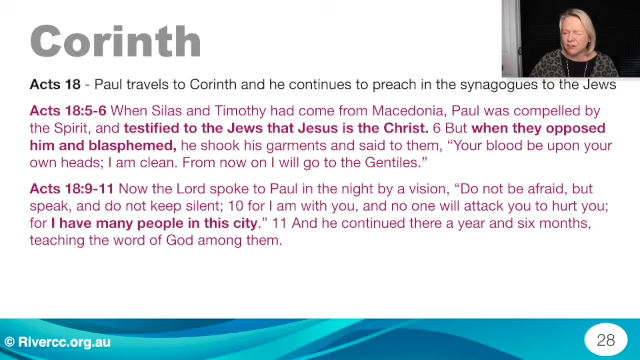 Corinth
Acts 18 - Paul travels to Corinth and he continues to preach in the synagogues to the Jews
Acts 18:5-6 When Silas and Timothy had come from Macedonia, Paul was compelled by
the Spirit, and testified to the Jews that Jesus is the Christ. 6 But when they opposed
him and blasphemed, he shook his garments and said to them, “Your blood be upon your
own heads; I am clean. From now on I will go to the Gentiles.”
Acts 18:9-11 Now the Lord spoke to Paul in the night by a vision, “Do not be afraid, but
speak, and do not keep silent; 10 for I am with you, and no one will attack you to hurt you;
for I have many people in this city.” 11 And he continued there a year and six months,
teaching the word of God among them.
© Rivercc.org.au
28